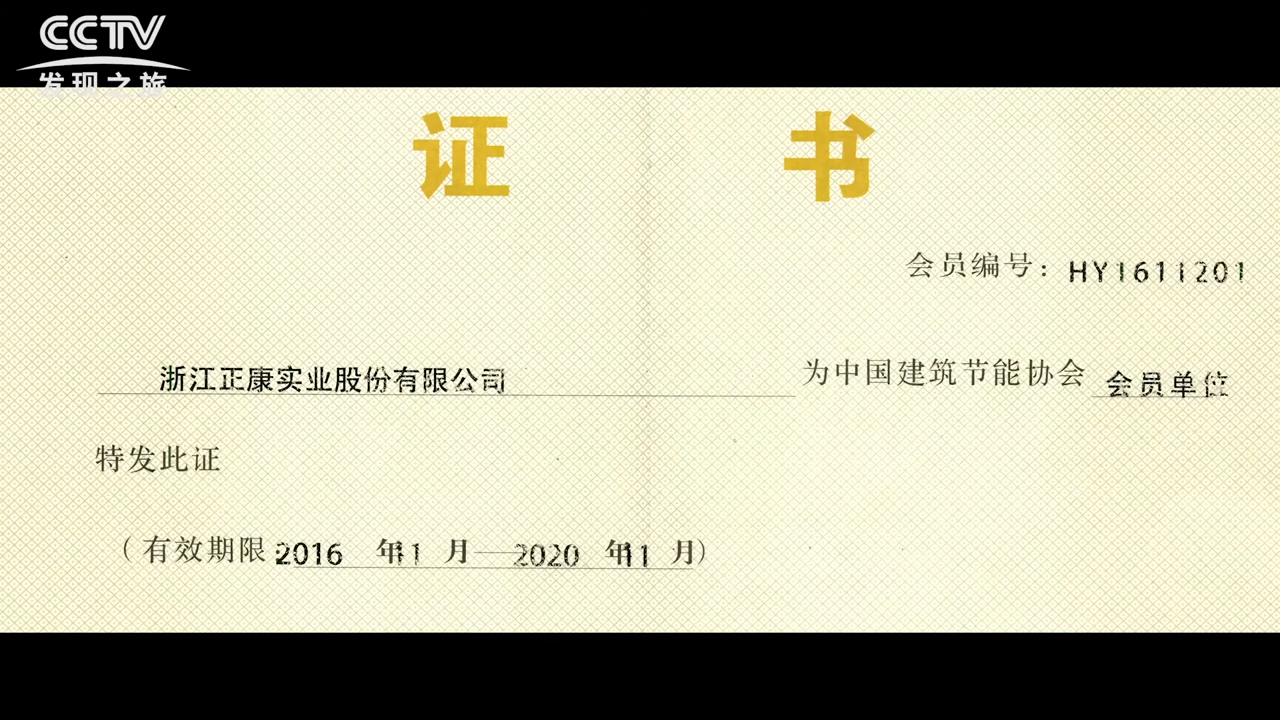 CCTV
发现之旅
证 书
会员编号：HY1611201
浙江正康实业股份有限公司 为中国建筑节能协会 会员单位
特发此证
（有效期限：2016 年11 月——2020 年11 月）